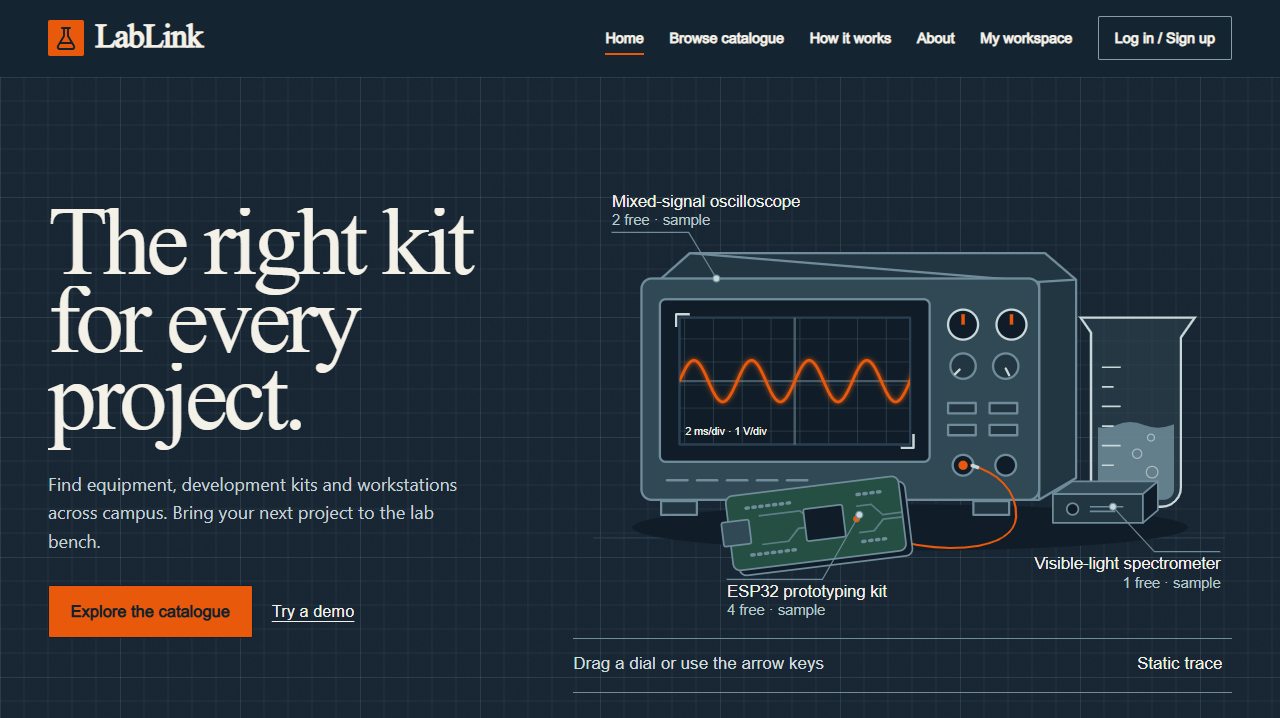 LabLink
Home
Browse catalogue
How it works
About
My workspace
Log in / Sign up
The right kit
for every
project.
Find equipment, development kits and workstations
across campus. Bring your next project to the lab
bench.
Explore the catalogue
Try a demo
Mixed-signal oscilloscope
2 free · sample
2 ms/div · 1 V/div
ESP32 prototyping kit
4 free · sample
Visible-light spectrometer
1 free · sample
Drag a dial or use the arrow keys
Static trace